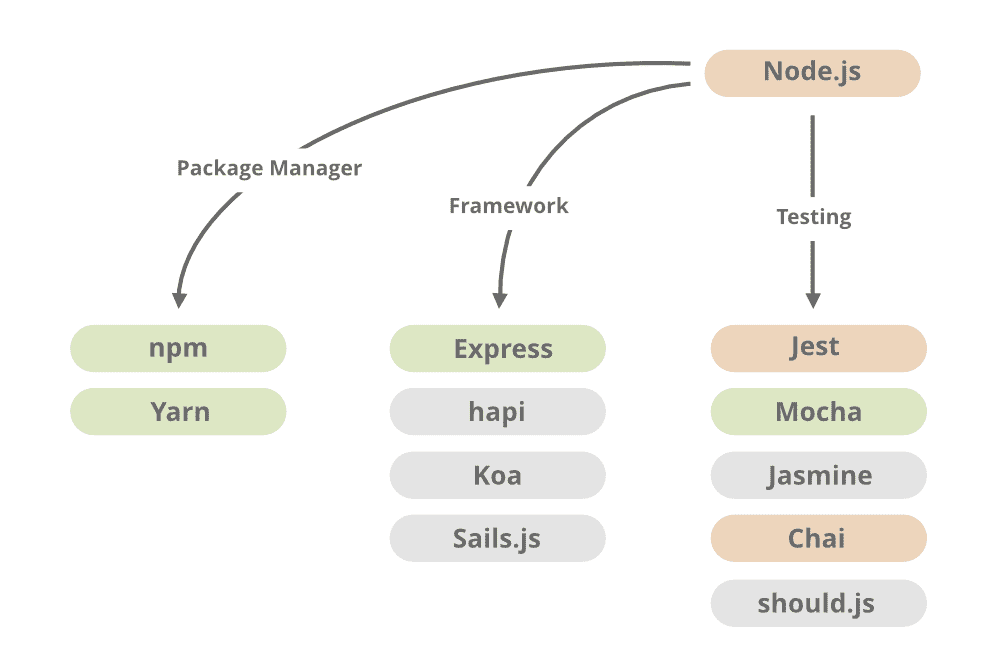 Node.js
Package Manager
Framework
Testing
npm
Yarn
Express
hapi
Koa
Sails.js
Jest
Mocha
Jasmine
Chai
should.js